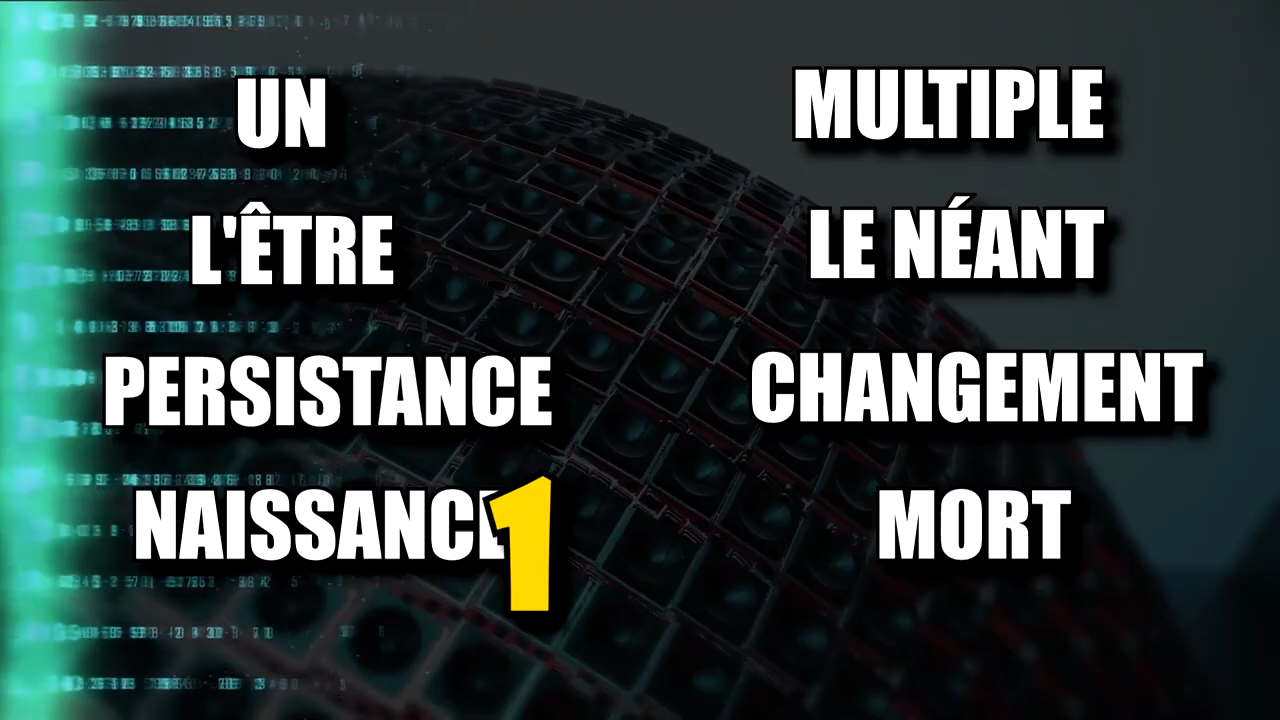 UN MULTIPLE
L'ÊTRE LE NÉANT
PERSISTANCE CHANGEMENT
NAISSANCE MORT
1